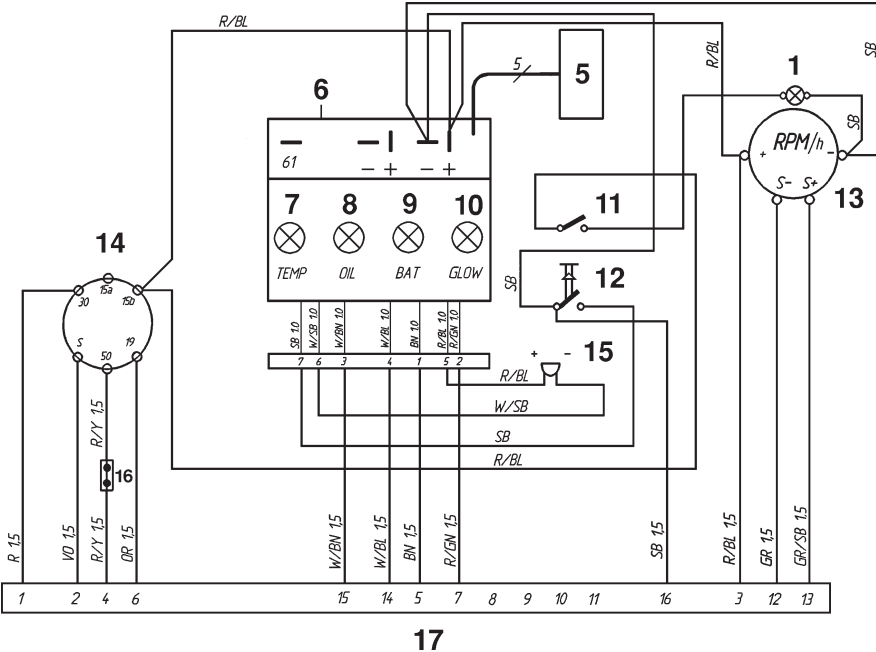 R/BL
5
5
R/BL
SB
1
6
SB
RPM/h
+
-
S- S+
13
61
- +
- +
7
8
9
10
11
TEMP
OIL
BAT
GLOW
12
SB
14
15a
30
15b
S
50
19
SB 1.0
W/SB 1.0
W/BN 1.0
W/BL 1.0
BN 1.0
R/BL 1.0
R/GN 1.0
7
6
3
4
1
5
2
+
-
15
R/BL
W/SB
SB
R/BL
R/Y 1,5
16
R 1,5
VO 1,5
R/Y 1,5
OR 1,5
W/BN 1,5
W/BL 1,5
BN 1,5
R/GN 1,5
SB 1,5
R/BL 1,5
GR 1,5
GR/SB 1,5
1 2 4 6 15 14 5 7 8 9 10 11 16 3 12 13
17